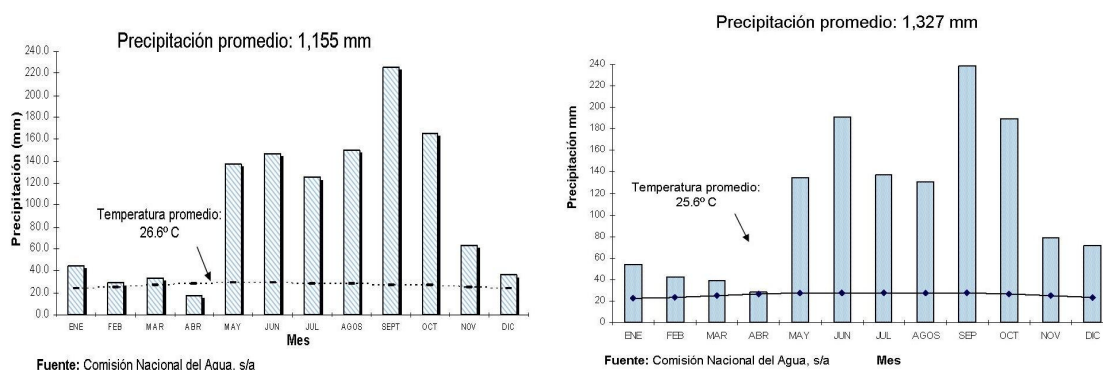 Precipitación promedio: 1,155 mm
240.0
220.0
200.0
180.0
160.0
140.0
120.0
100.0
80.0
60.0
40.0
20.0
0.0
Precipitación (mm)
Temperatura promedio:
26.6º C
ENE FEB MAR ABR MAY JUN JUL AGOS SEPT OCT NOV DIC
Mes
Fuente: Comisión Nacional del Agua, s/a
Precipitación promedio: 1,327 mm
240
220
200
180
160
140
120
100
80
60
40
20
0
Precipitación mm
Temperatura promedio:
25.6º C
ENE FEB MAR ABR MAY JUN JUL AGOS SEP OCT NOV DIC
Fuente: Comisión Nacional del Agua, s/a Mes